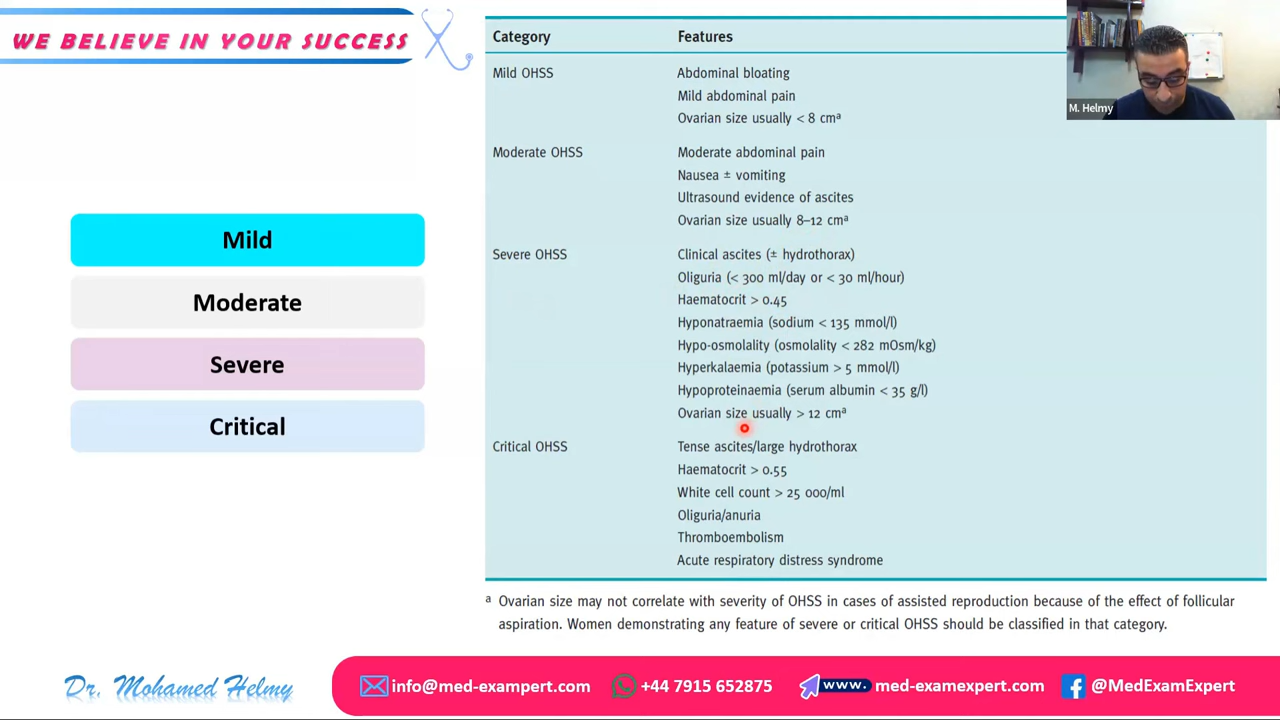 WE BELIEVE IN YOUR SUCCESS
Mild
Moderate
Severe
Critical
Category Features
Mild OHSS Abdominal bloating
Mild abdominal pain
Ovarian size usually < 8 cmª
Moderate OHSS Moderate abdominal pain
Nausea ± vomiting
Ultrasound evidence of ascites
Ovarian size usually 8–12 cmª
Severe OHSS Clinical ascites (± hydrothorax)
Oliguria (< 300 ml/day or < 30 ml/hour)
Haematocrit > 0.45
Hyponatraemia (sodium < 135 mmol/l)
Hypo-osmolality (osmolality < 282 mOsm/kg)
Hyperkalaemia (potassium > 5 mmol/l)
Hypoproteinaemia (serum albumin < 35 g/l)
Ovarian size usually > 12 cmª
Critical OHSS Tense ascites/large hydrothorax
Haematocrit > 0.55
White cell count > 25 000/ml
Oliguria/anuria
Thromboembolism
Acute respiratory distress syndrome
ª Ovarian size may not correlate with severity of OHSS in cases of assisted reproduction because of the effect of follicular
aspiration. Women demonstrating any feature of severe or critical OHSS should be classified in that category.
M. Helmy
Dr. Mohamed Helmy
info@med-exampert.com +44 7915 652875 www. med-examexpert.com @MedExamExpert